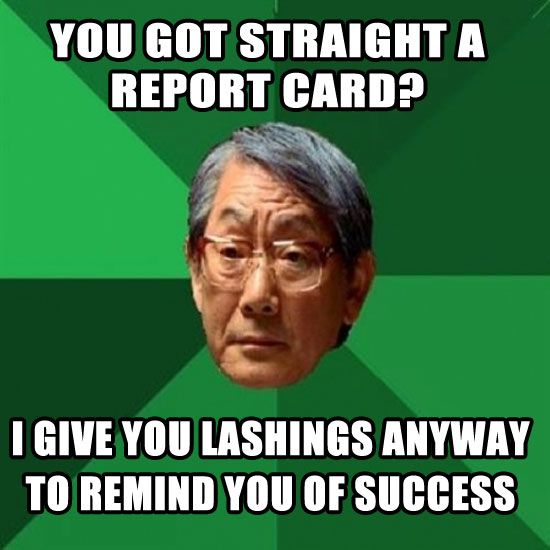 YOU GOT STRAIGHT A
REPORT CARD?
I GIVE YOU LASHINGS ANYWAY
TO REMIND YOU OF SUCCESS